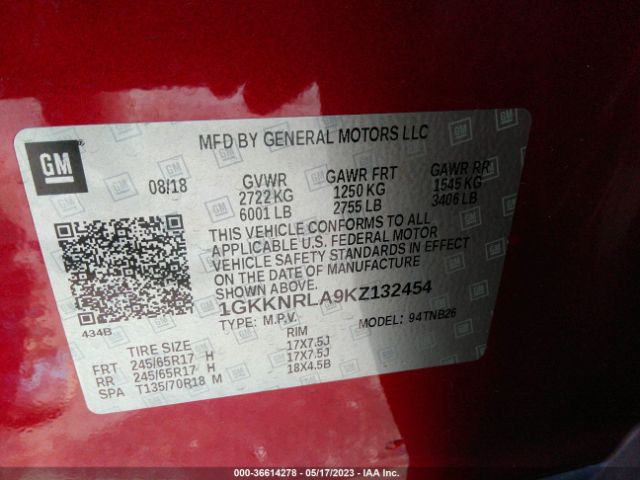 MFD BY GENERAL MOTORS LLC
GM
08/18 GVWR GAWR FRT GAWR RR
2722 KG 1250 KG 1545 KG
6001 LB 2755 LB 3406 LB
THIS VEHICLE CONFORMS TO ALL
APPLICABLE U.S. FEDERAL MOTOR
VEHICLE SAFETY STANDARDS IN EFFECT
ON THE DATE OF MANUFACTURE
SHOWN ABOVE.
1GKKNRLA9KZ132454
434B TYPE: M.P.V. MODEL: 94TNB26
TIRE SIZE RIM
FRT 245/65R17 H 17X7.5J
RR 245/65R17 H 17X7.5J
SPA T135/70R18 M 18X4.5B
000-36614278 - 05/17/2023 - IAA Inc.